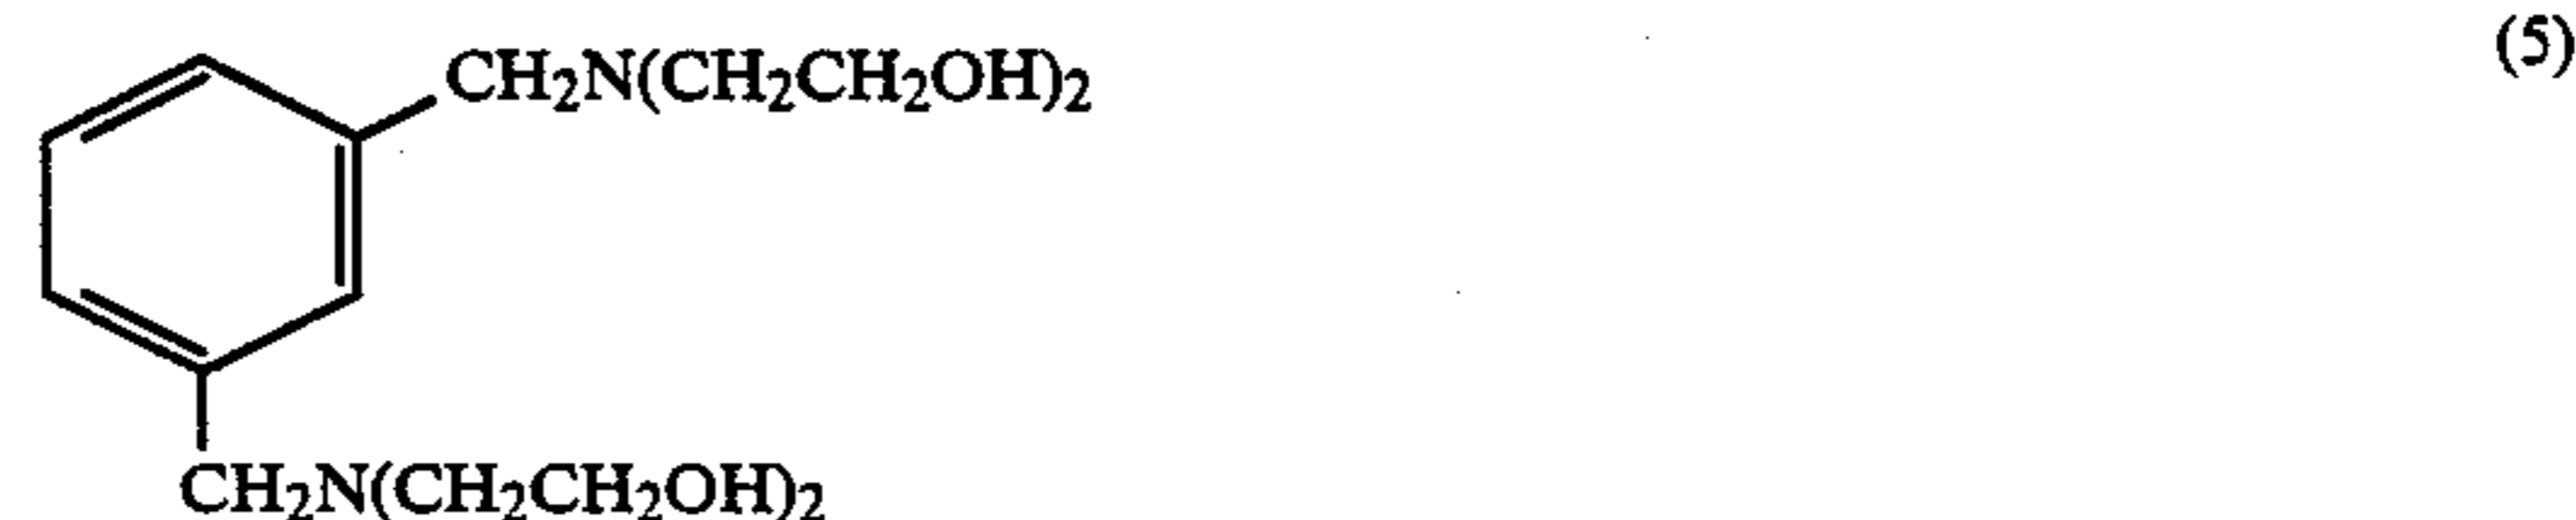 CH₂N(CH₂CH₂OH)₂ (5)
CH₂N(CH₂CH₂OH)₂